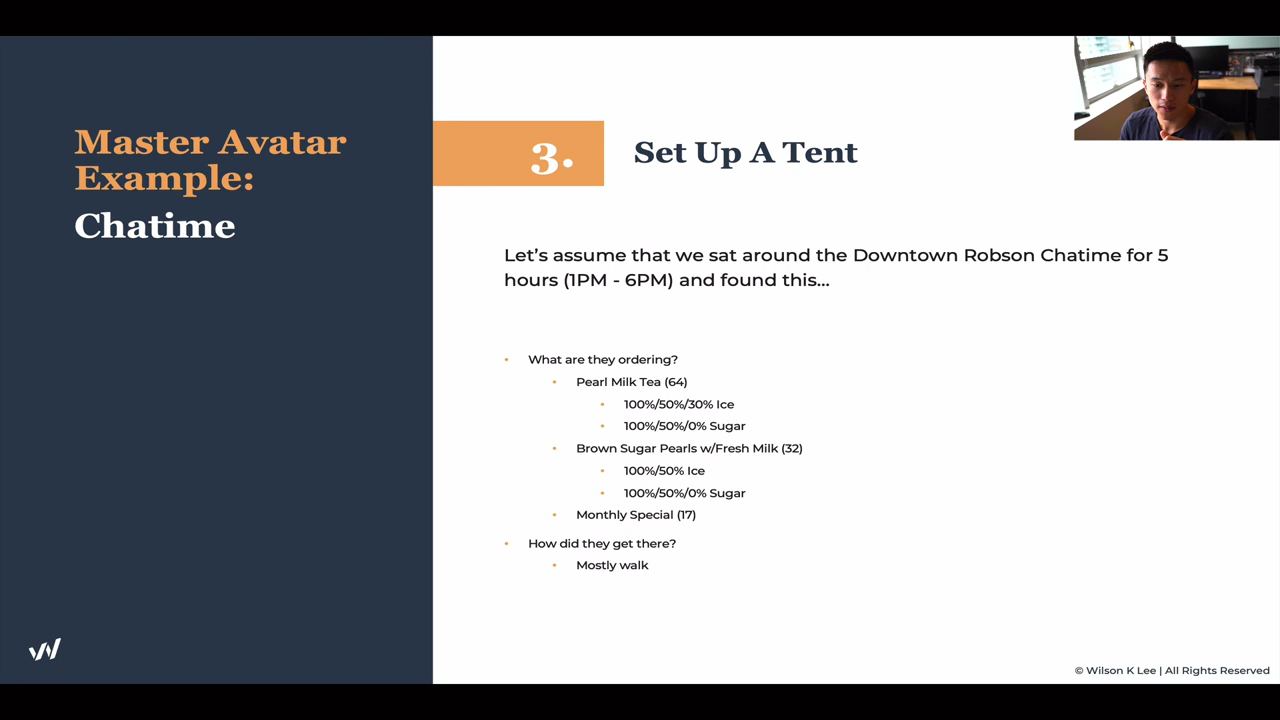 Master Avatar
Example:
Chatime
3.
Set Up A Tent
Let’s assume that we sat around the Downtown Robson Chatime for 5
hours (1PM - 6PM) and found this...
• What are they ordering?
• Pearl Milk Tea (64)
• 100%/50%/30% Ice
• 100%/50%/0% Sugar
• Brown Sugar Pearls w/Fresh Milk (32)
• 100%/50% Ice
• 100%/50%/0% Sugar
• Monthly Special (17)
• How did they get there?
• Mostly walk
© Wilson K Lee | All Rights Reserved